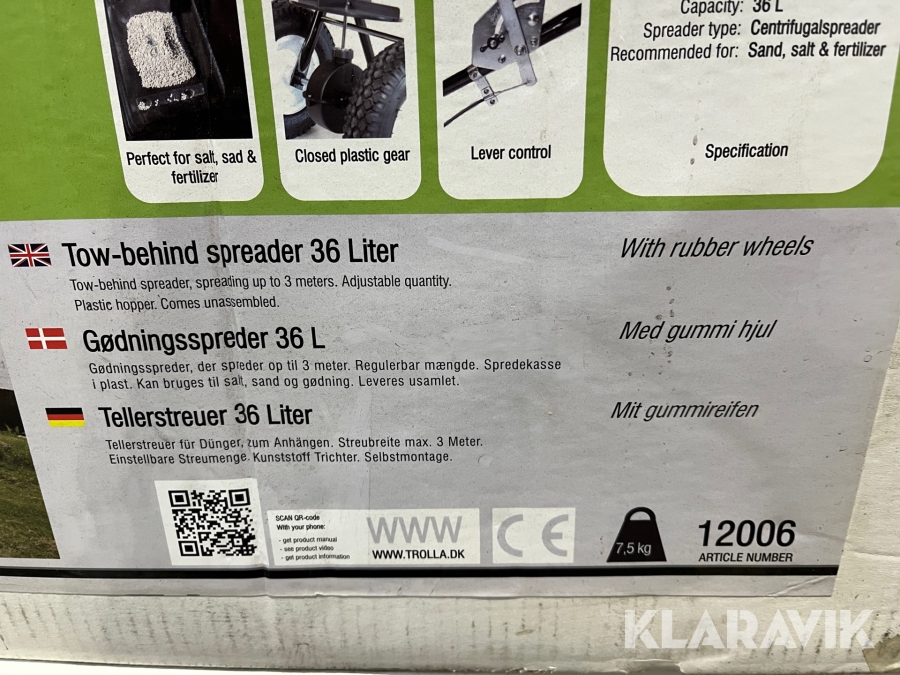 Capacity: 36 L
Spreader type: Centrifugalspreader
Recommended for: Sand, salt & fertilizer
Specification
Perfect for salt, sad &
fertilizer
Closed plastic gear
Lever control
Tow-behind spreader 36 Liter
With rubber wheels
Tow-behind spreader, spreading up to 3 meters. Adjustable quantity.
Plastic hopper. Comes unassembled.
Gødningsspreder 36 L
Med gummi hjul
Gødningsspreder, der spreder op til 3 meter. Regulerbar mængde. Spredekasse
i plast. Kan bruges til salt, sand og gødning. Leveres usamlet.
Tellerstreuer 36 Liter
Mit gummireifen
Tellerstreuer für Dünger, zum Anhängen. Streubreite max. 3 Meter.
Einstellbare Streumenge. Kunststoff Trichter. Selbstmontage.
SCAN QR-code
With your phone:
- get product manual
- see product video
- get product information
WWW
WWW.TROLLA.DK
CE
7,5 kg
12006
ARTICLE NUMBER
KLARAVIK